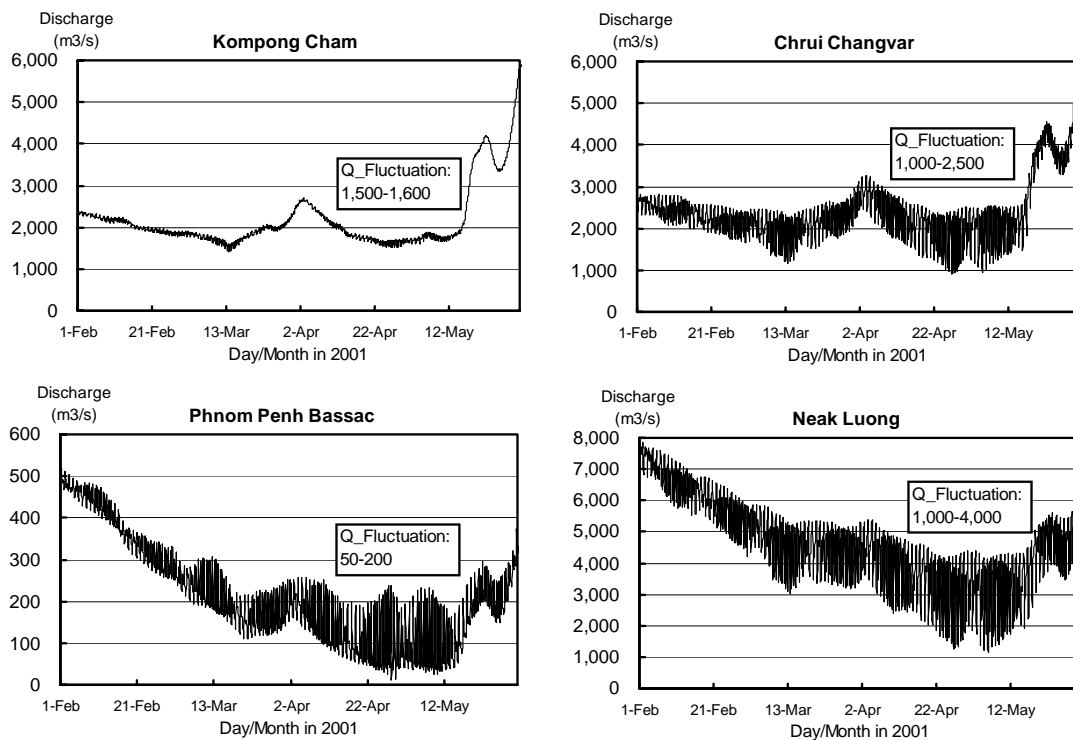 Discharge
(m3/s)
Kompong Cham
6,000
5,000
4,000
3,000
2,000
1,000
0
Q_Fluctuation:
1,500-1,600
1-Feb 21-Feb 13-Mar 2-Apr 22-Apr 12-May
Day/Month in 2001
Discharge
(m3/s)
Chrui Changvar
6,000
5,000
4,000
3,000
2,000
1,000
0
Q_Fluctuation:
1,000-2,500
1-Feb 21-Feb 13-Mar 2-Apr 22-Apr 12-May
Day/Month in 2001
Discharge
(m3/s)
Phnom Penh Bassac
600
500
400
300
200
100
0
Q_Fluctuation:
50-200
1-Feb 21-Feb 13-Mar 2-Apr 22-Apr 12-May
Day/Month in 2001
Discharge
(m3/s)
Neak Luong
8,000
7,000
6,000
5,000
4,000
3,000
2,000
1,000
0
Q_Fluctuation:
1,000-4,000
1-Feb 21-Feb 13-Mar 2-Apr 22-Apr 12-May
Day/Month in 2001